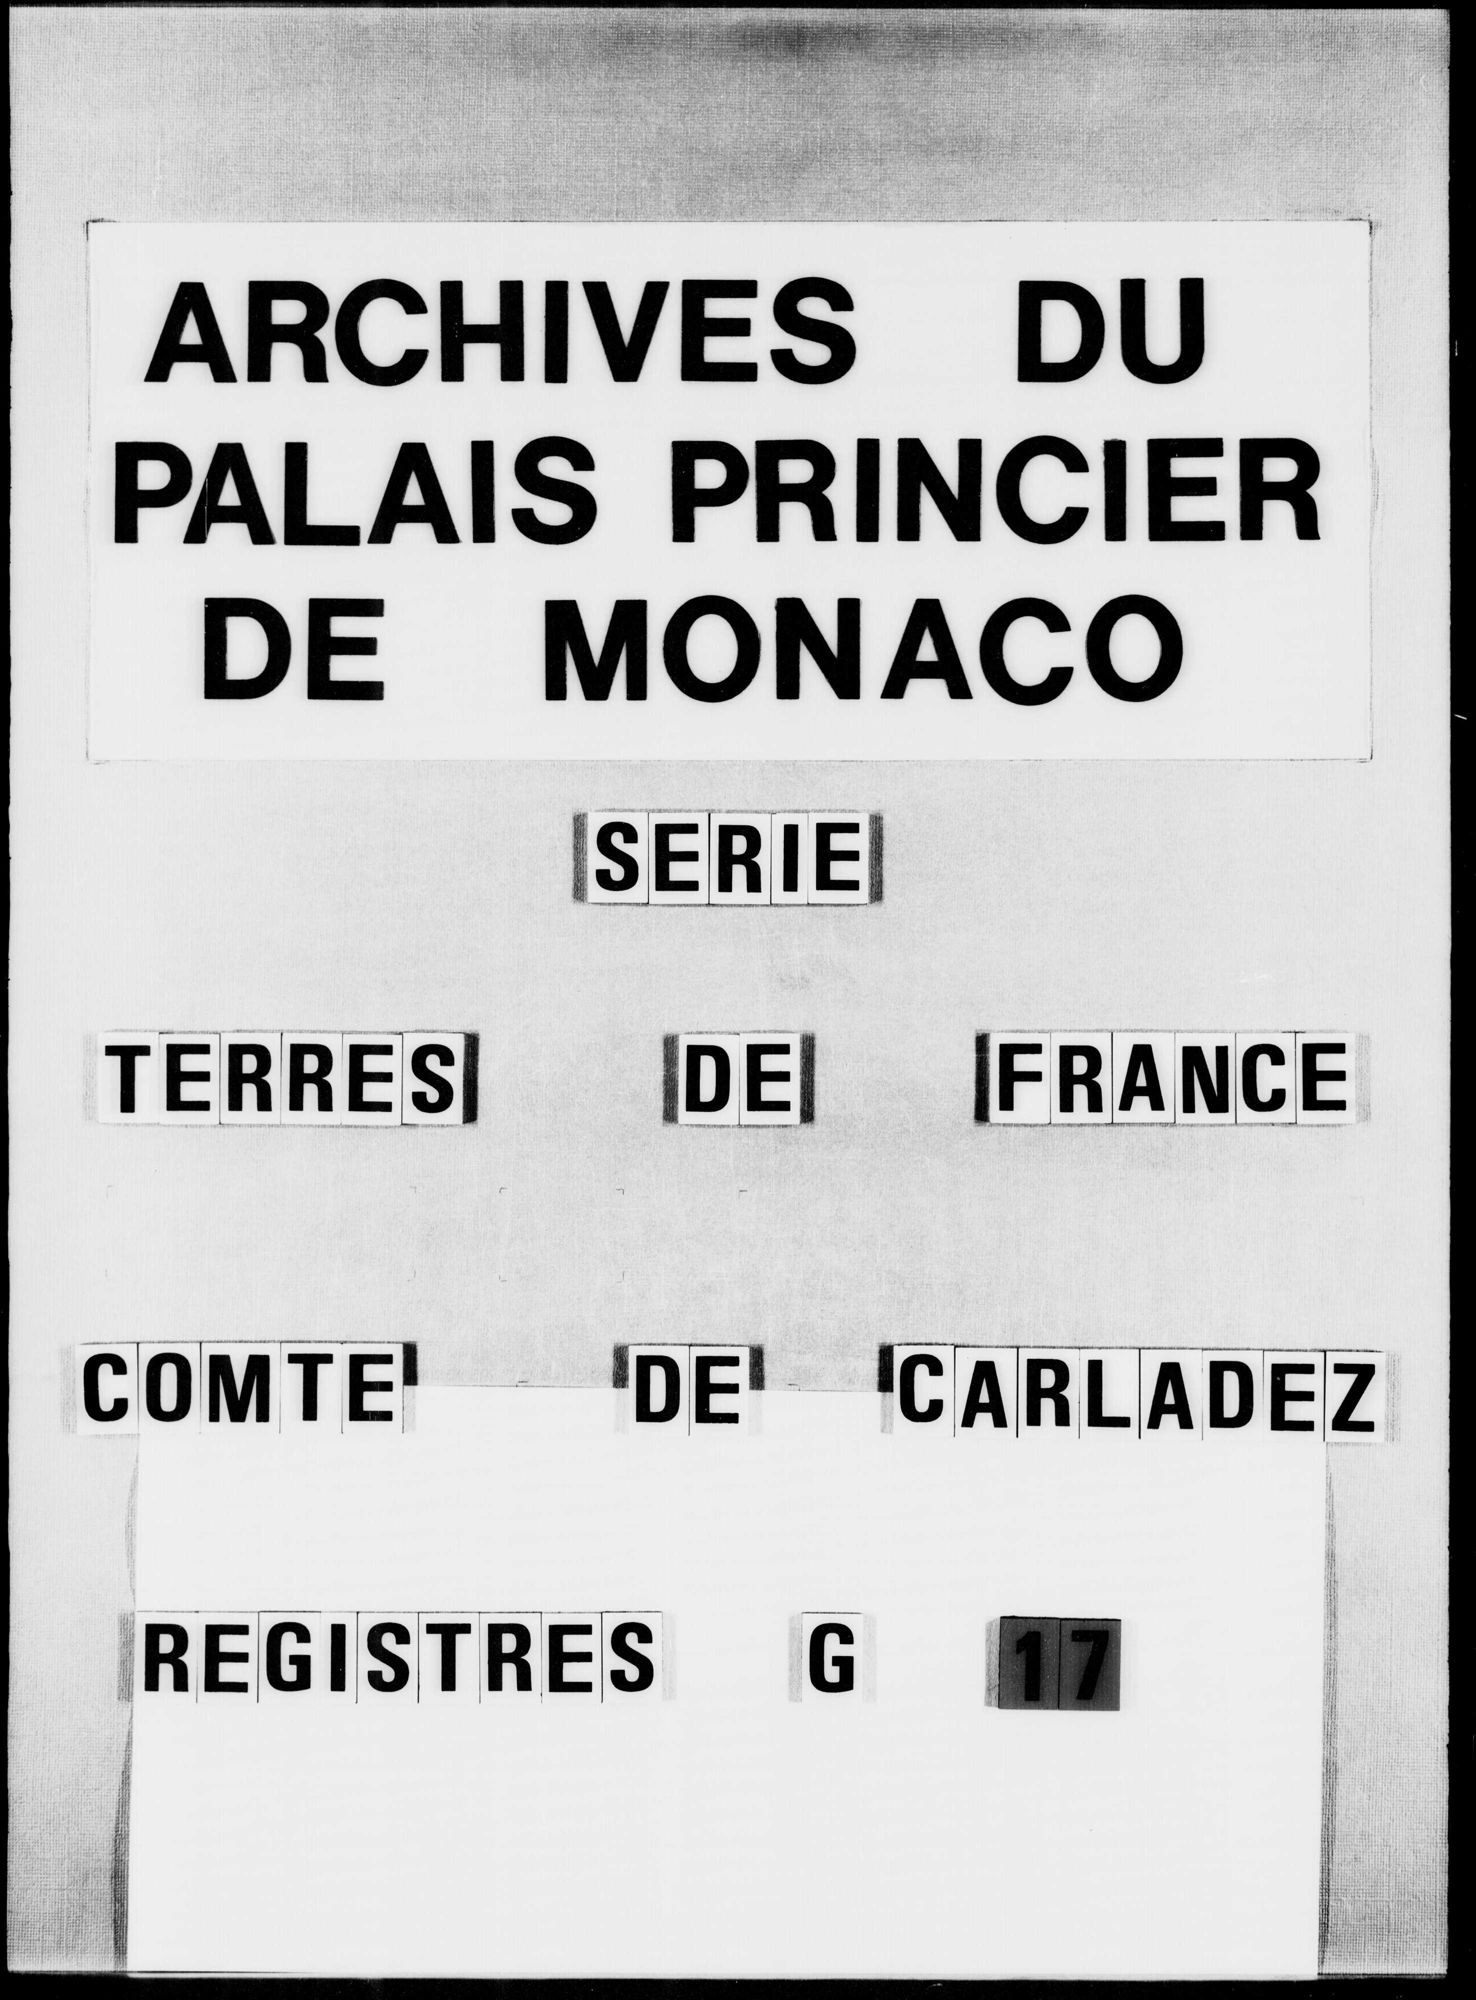 ARCHIVES DU
PALAIS PRINCIER
DE MONACO
SERIE
TERRES DE FRANCE
COMTE DE CARLADEZ
REGISTRES G 17